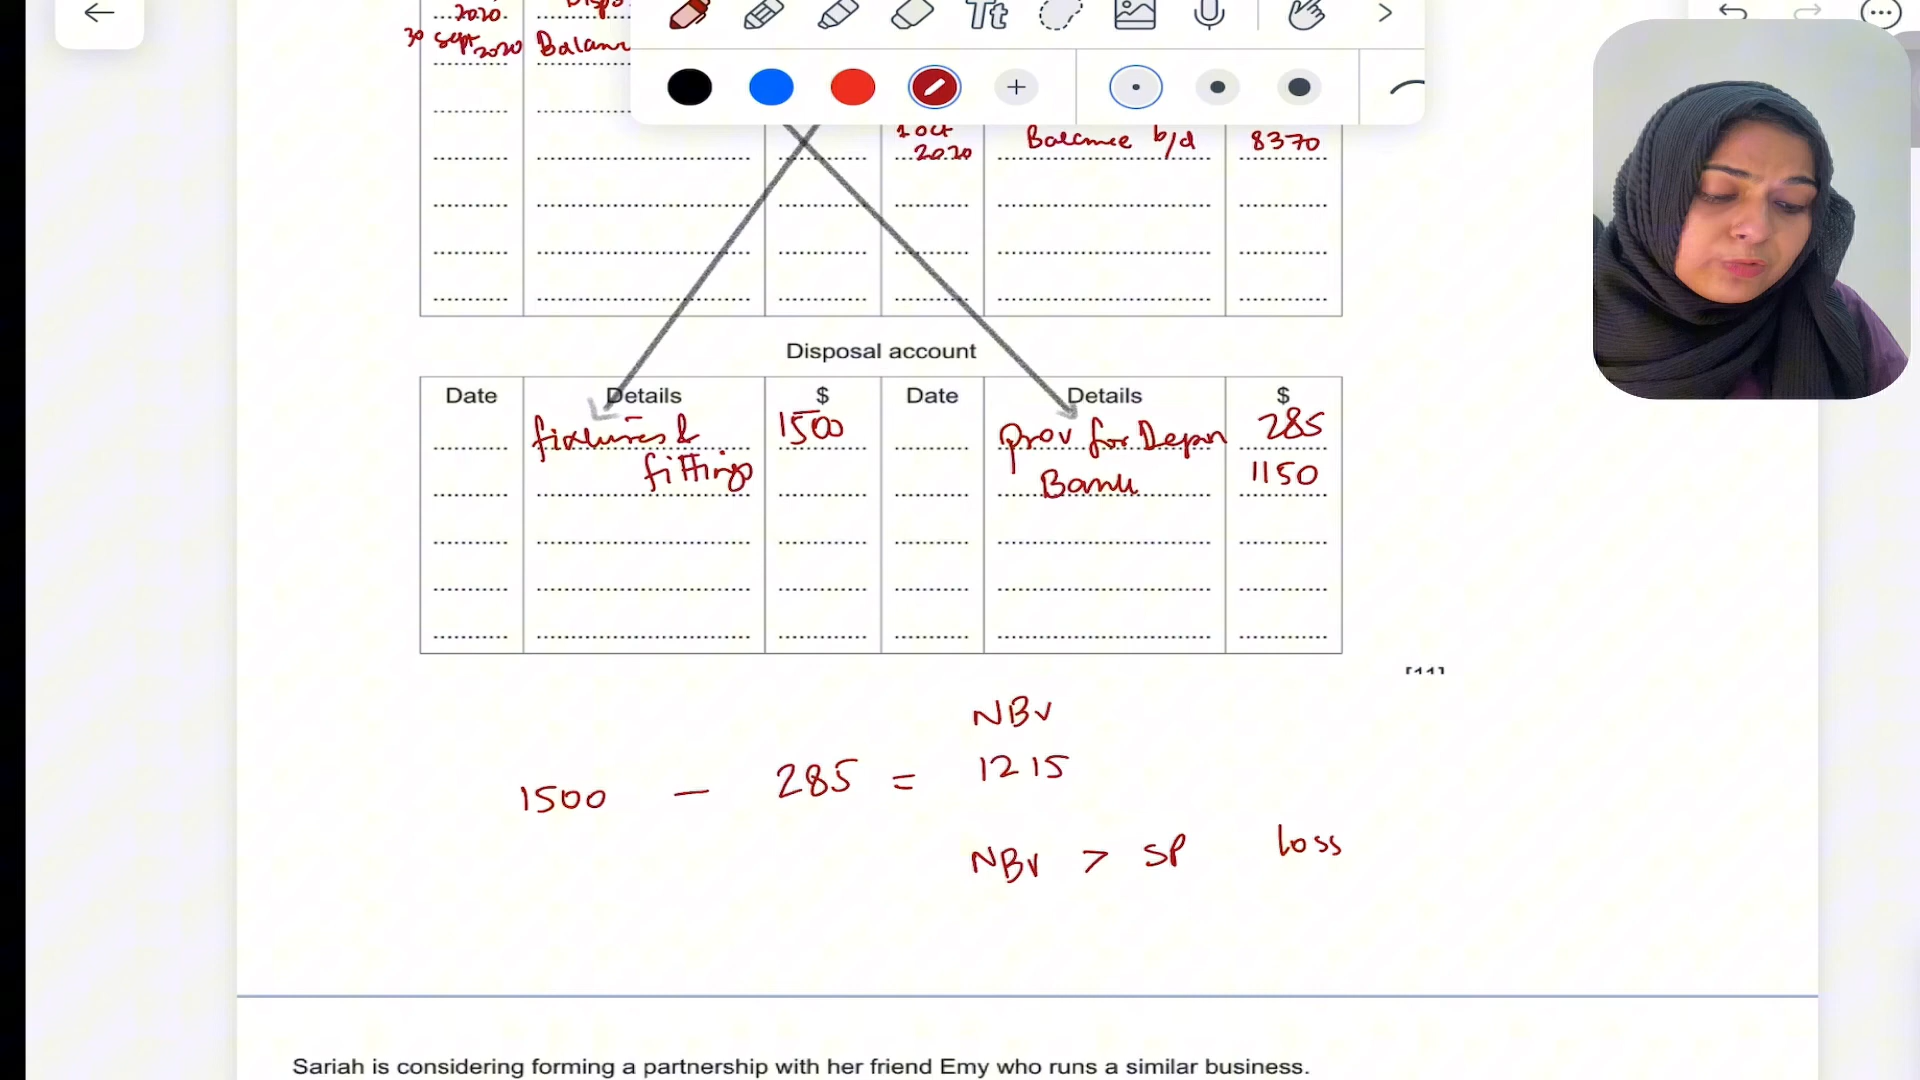 2020.
30 sept 2020
Tt
1 oct 2020 Balance b/d 8370
Disposal account
Date Details $ Date Details $
fixtures & 1500 prov for Depn 285
fittings Bank 1150
NBV
1500 - 285 = 1215
NBV > SP loss
Sariah is considering forming a partnership with her friend Emy who runs a similar business.